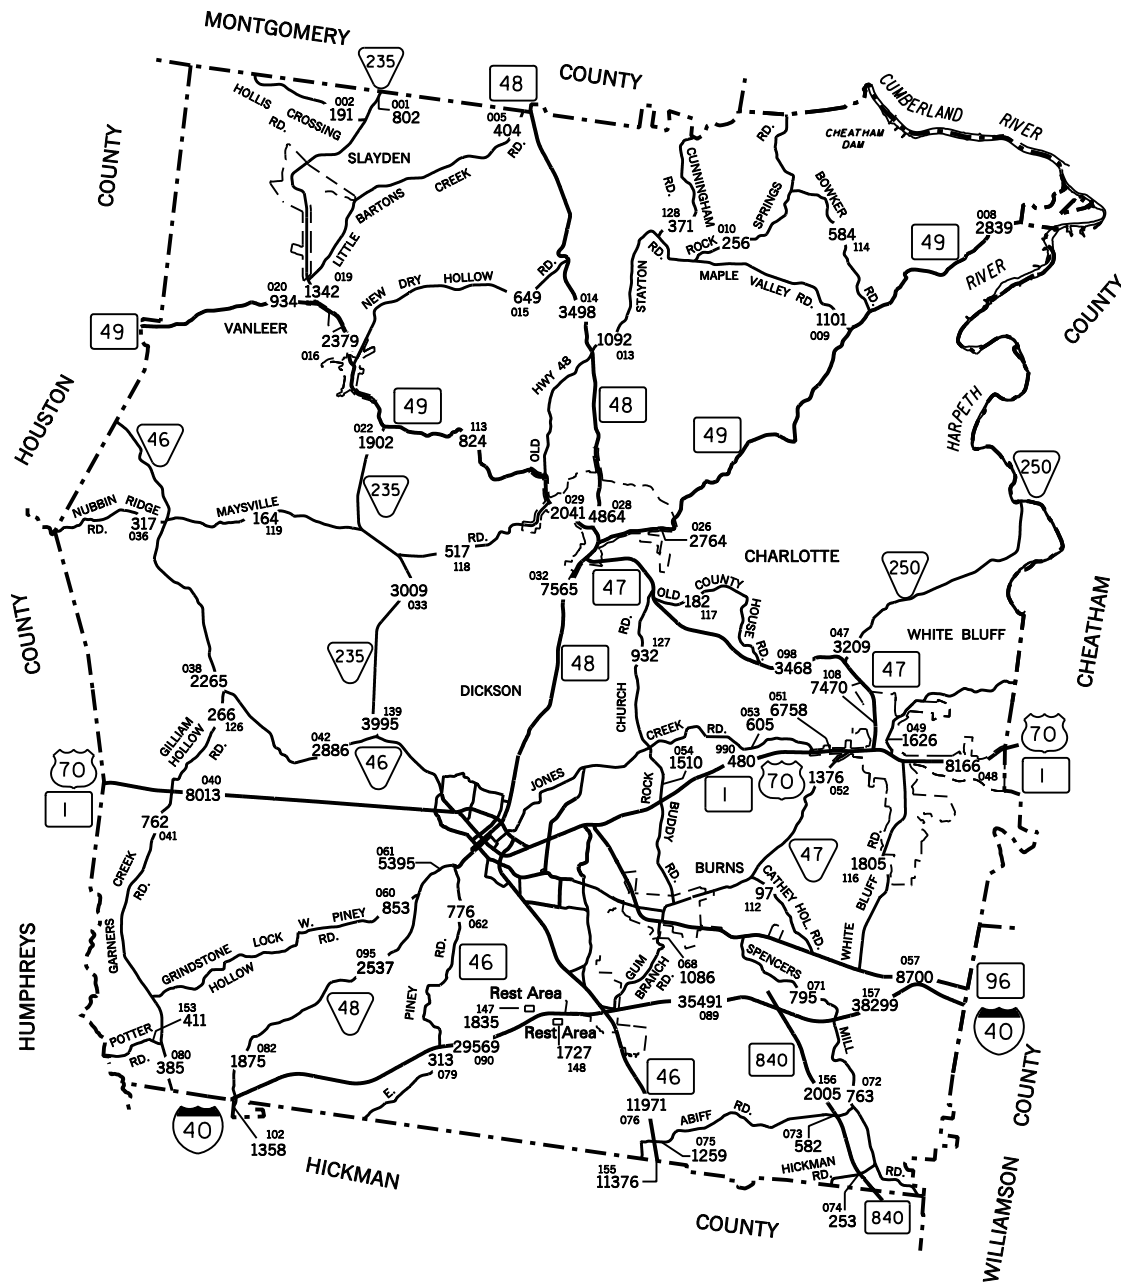 MONTGOMERY
COUNTY
235
48
HOLLIS
CROSSING
RD.
002
191
001
802
005
404
RD.
COUNTY
SLAYDEN
LITTLE
BARTONS
CREEK
CUMBERLAND
RIVER
CHEATHAM
DAM
RD.
CUNNINGHAM
RD.
SPRINGS
BOWKER
128
371
010
256
ROCK
584
114
RD.
49
008
2839
RIVER
COUNTY
RD.
STAYTON
MAPLE
VALLEY
RD.
1101
009
019
1342
020
934
49
VANLEER
2379
016
NEW
DRY
HOLLOW
RD.
649
015
014
3498
1092
013
HWY 48
OLD
48
49
HOUSTON
46
49
022
1902
113
824
235
HARPETH
250
NUBBIN
RIDGE
RD.
317
036
MAYSVILLE
164
119
RD.
517
118
029
2041
028
4864
026
2764
CHARLOTTE
3009
033
032
7565
47
OLD
COUNTY
HOUSE
RD.
182
117
250
COUNTY
CHEATHAM
WHITE BLUFF
047
3209
235
RD.
127
932
098
3468
48
47
108
7470
038
2265
DICKSON
CHURCH
266
126
GILLIAM
HOLLOW
RD.
139
3995
042
2886
46
JONES
CREEK
RD.
053
605
051
6758
049
1626
70
1
70
1
040
8013
054
1510
990
480
70
1
1376
052
8166
048
ROCK
BUDDY
RD.
762
041
CREEK
RD.
GARNERS
061
5395
BURNS
47
RD.
1805
116
BLUFF
WHITE
CATHEY HOL. RD.
97
112
060
853
776
062
GRINDSTONE
HOLLOW
LOCK
W.
PINEY
RD.
HUMPHREYS
095
2537
RD.
PINEY
46
GUM
BRANCH
RD.
068
1086
SPENCERS
057
8700
96
40
48
153
411
POTTER
RD.
080
385
Rest Area
147
1835
Rest Area
1727
148
35491
089
071
795
157
38299
MILL
082
1875
29569
090
313
079
E.
840
46
156
2005
072
763
COUNTY
40
102
1358
11971
076
ABIFF
RD.
075
1259
073
582
155
11376
HICKMAN
RD.
RD.
HICKMAN
074
253
840
COUNTY
WILLIAMSON